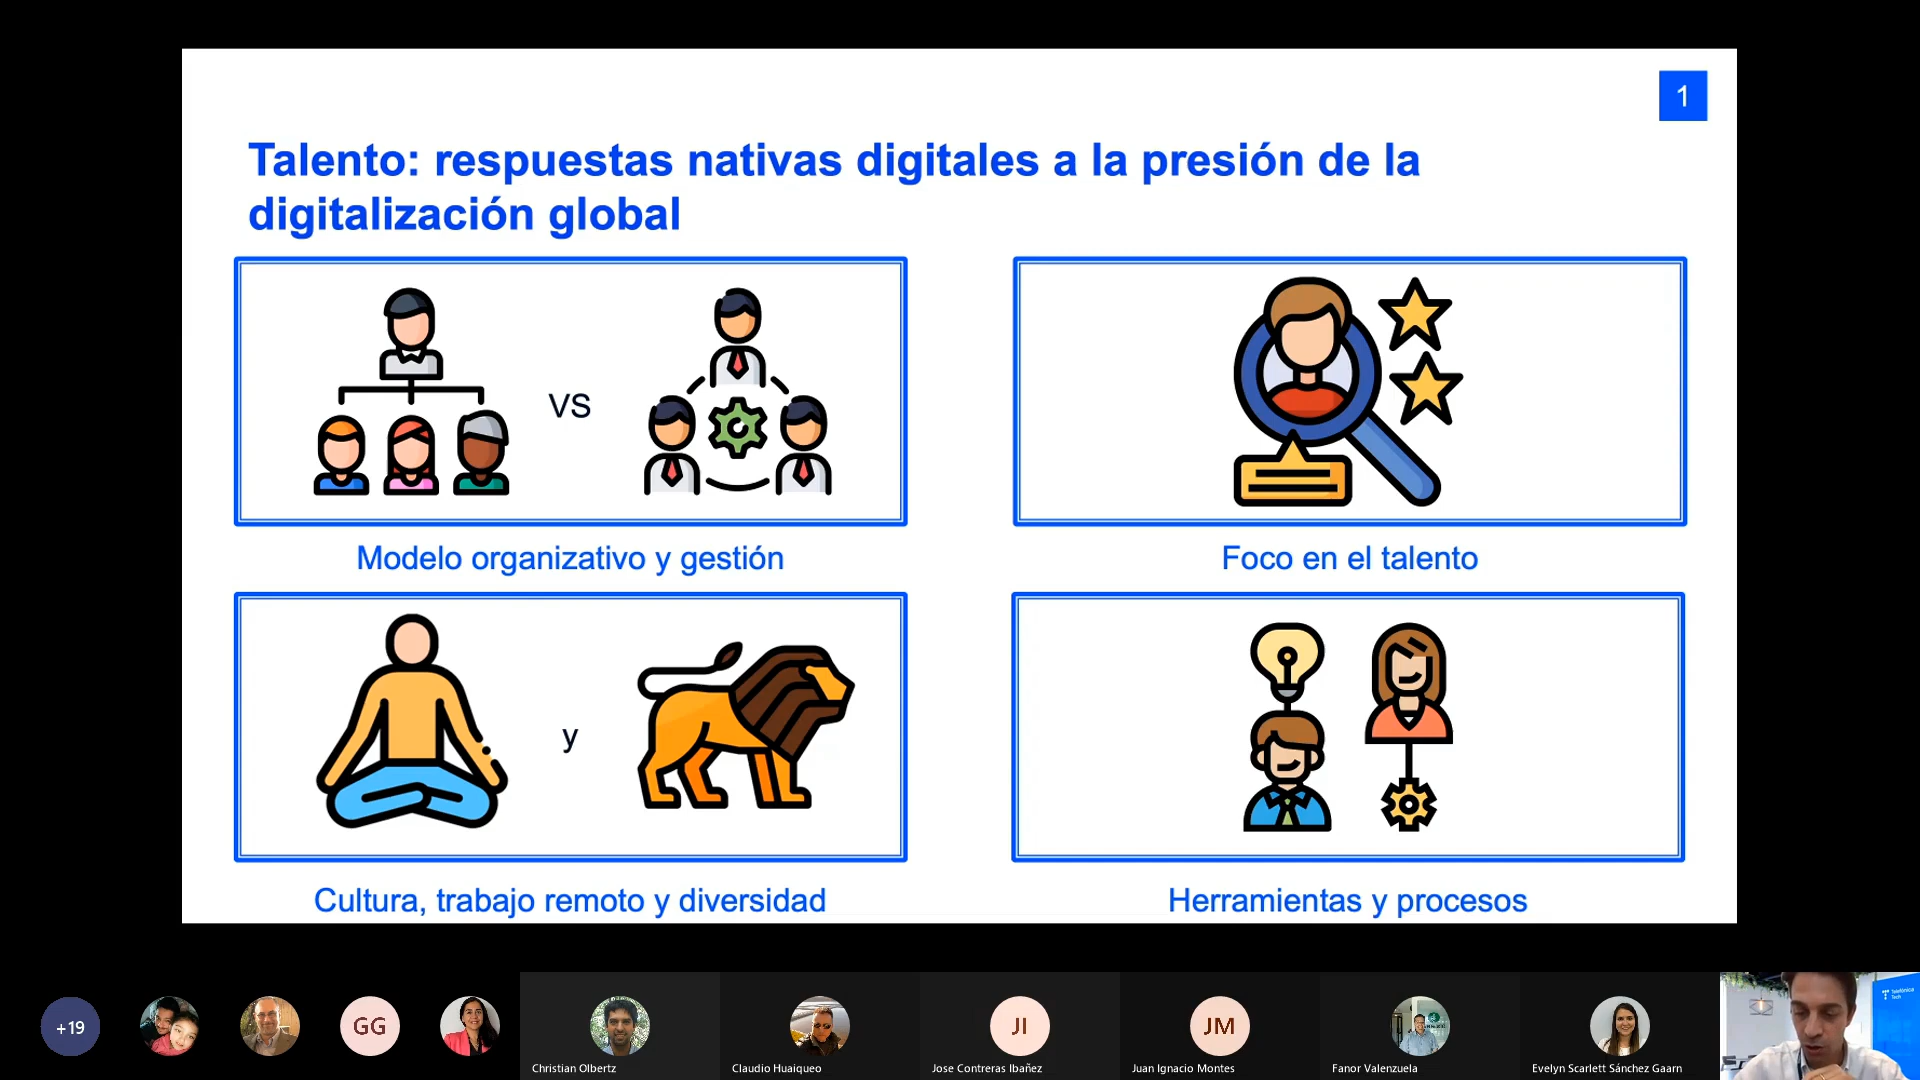 1
Talento: respuestas nativas digitales a la presión de la
digitalización global
VS
Modelo organizativo y gestión
Foco en el talento
y
Cultura, trabajo remoto y diversidad
Herramientas y procesos
+19
GG
JI
JM
Christian Olbertz
Claudio Huaiqueo
Jose Contreras Ibañez
Juan Ignacio Montes
Fanor Valenzuela
Evelyn Scarlett Sánchez Gaarn
Telefónica
Tech